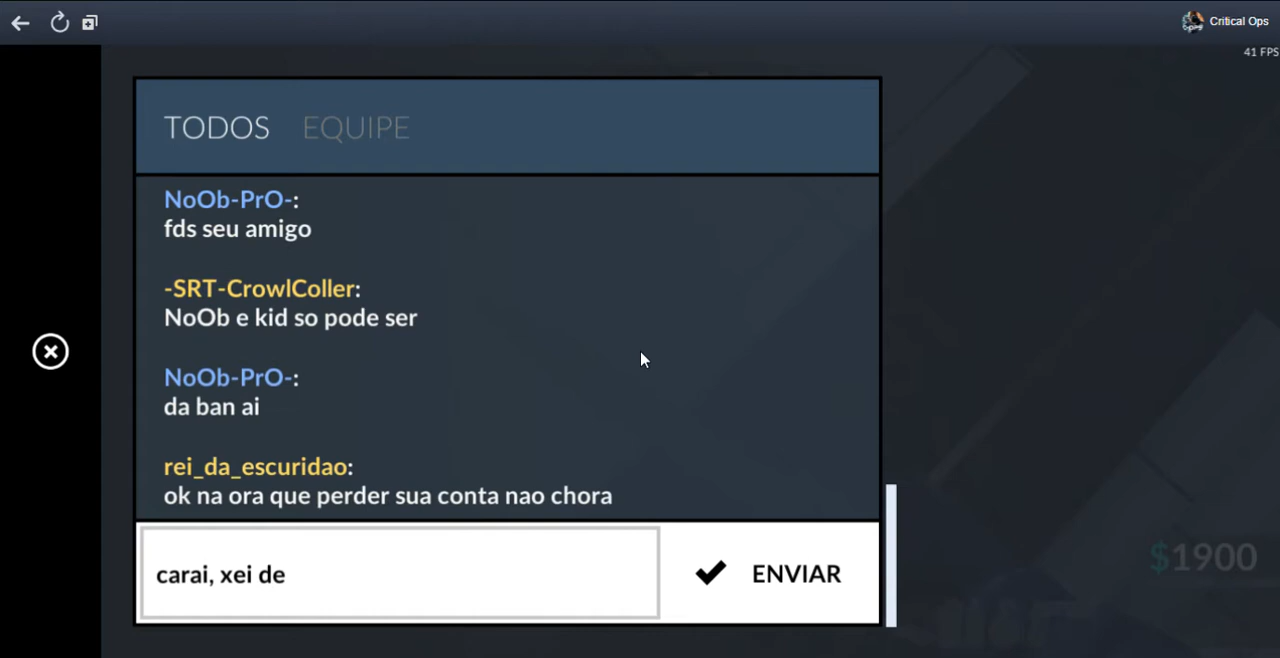 Critical Ops
41 FPS
TODOS EQUIPE
NoOb-PrO-:
fds seu amigo
-SRT-CrowlColler:
NoOb e kid so pode ser
NoOb-PrO-:
da ban ai
rei_da_escuridao:
ok na ora que perder sua conta nao chora
carai, xei de
ENVIAR
$1900